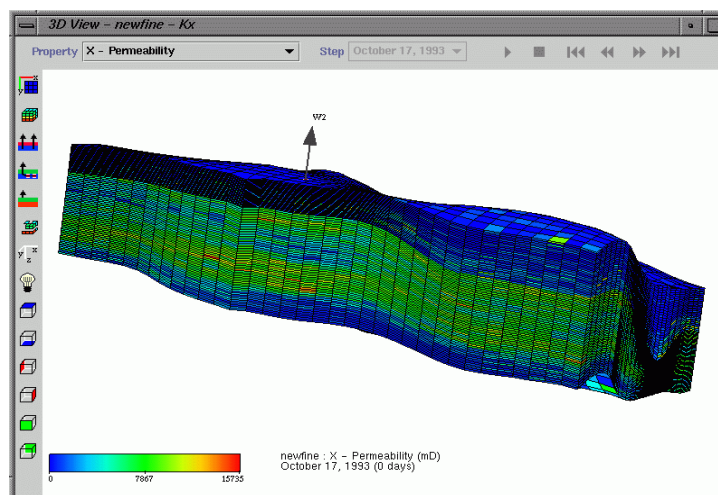 3D View - newfine - Kx
Property X - Permeability Step October 17, 1993
x
y
W2
y x
z
newfine : X - Permeability (mD)
October 17, 1993 (0 days)
0 7867 15735